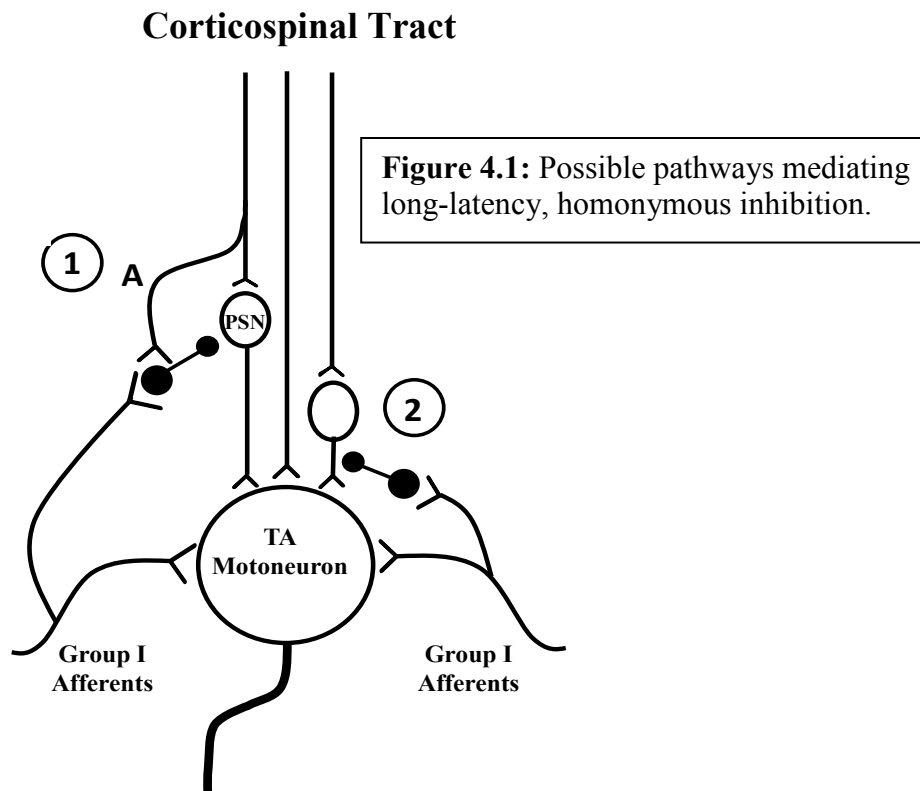 Corticospinal Tract
Figure 4.1: Possible pathways mediating
long-latency, homonymous inhibition.
1
A
PSN
2
TA
Motoneuron
Group I
Afferents
Group I
Afferents